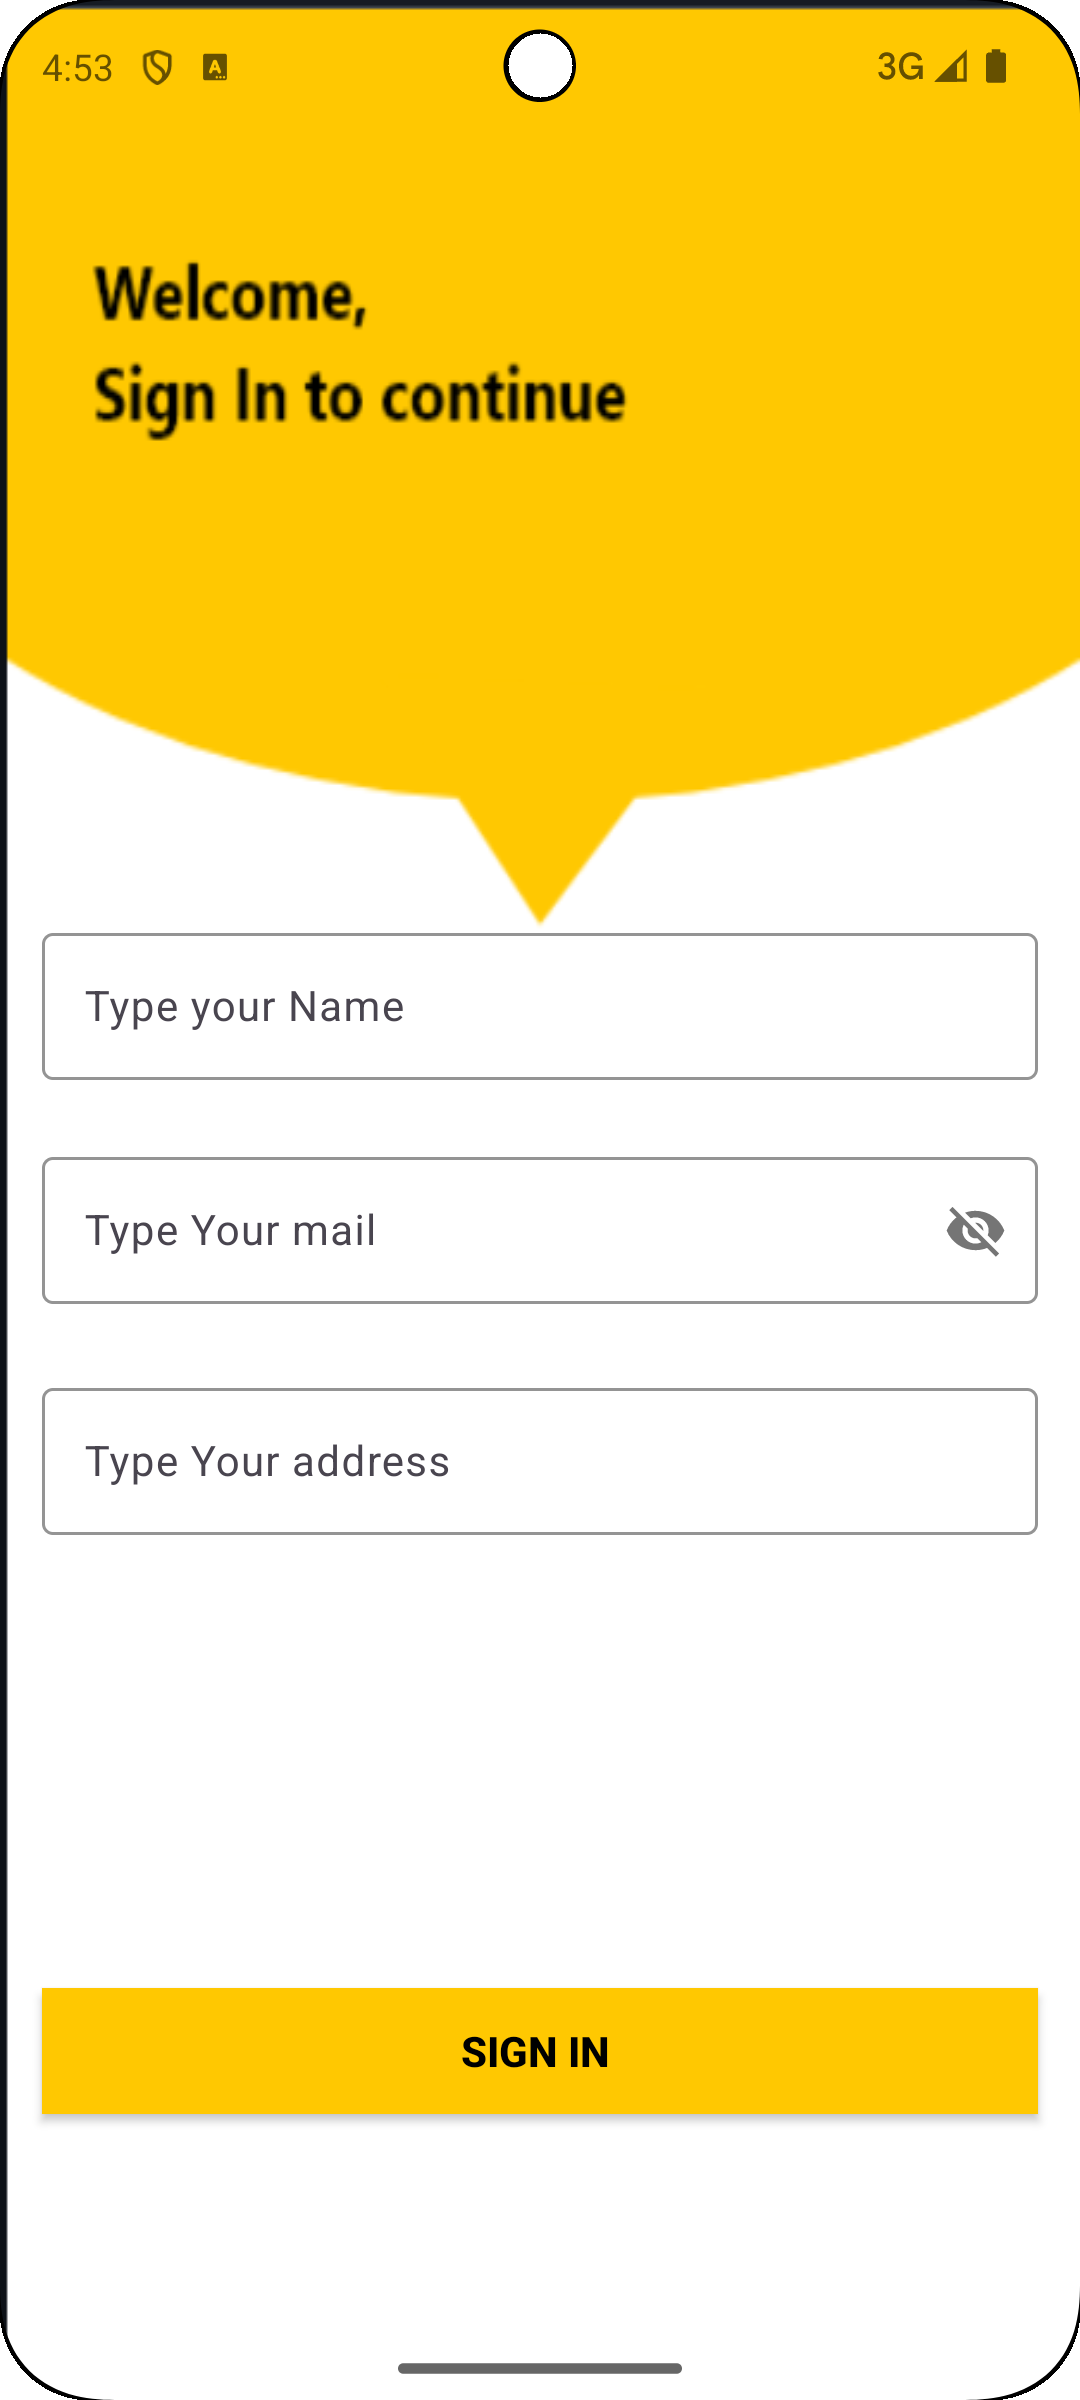 4:53
3G
Welcome,
Sign In to continue
Type your Name
Type Your mail
Type Your address
SIGN IN